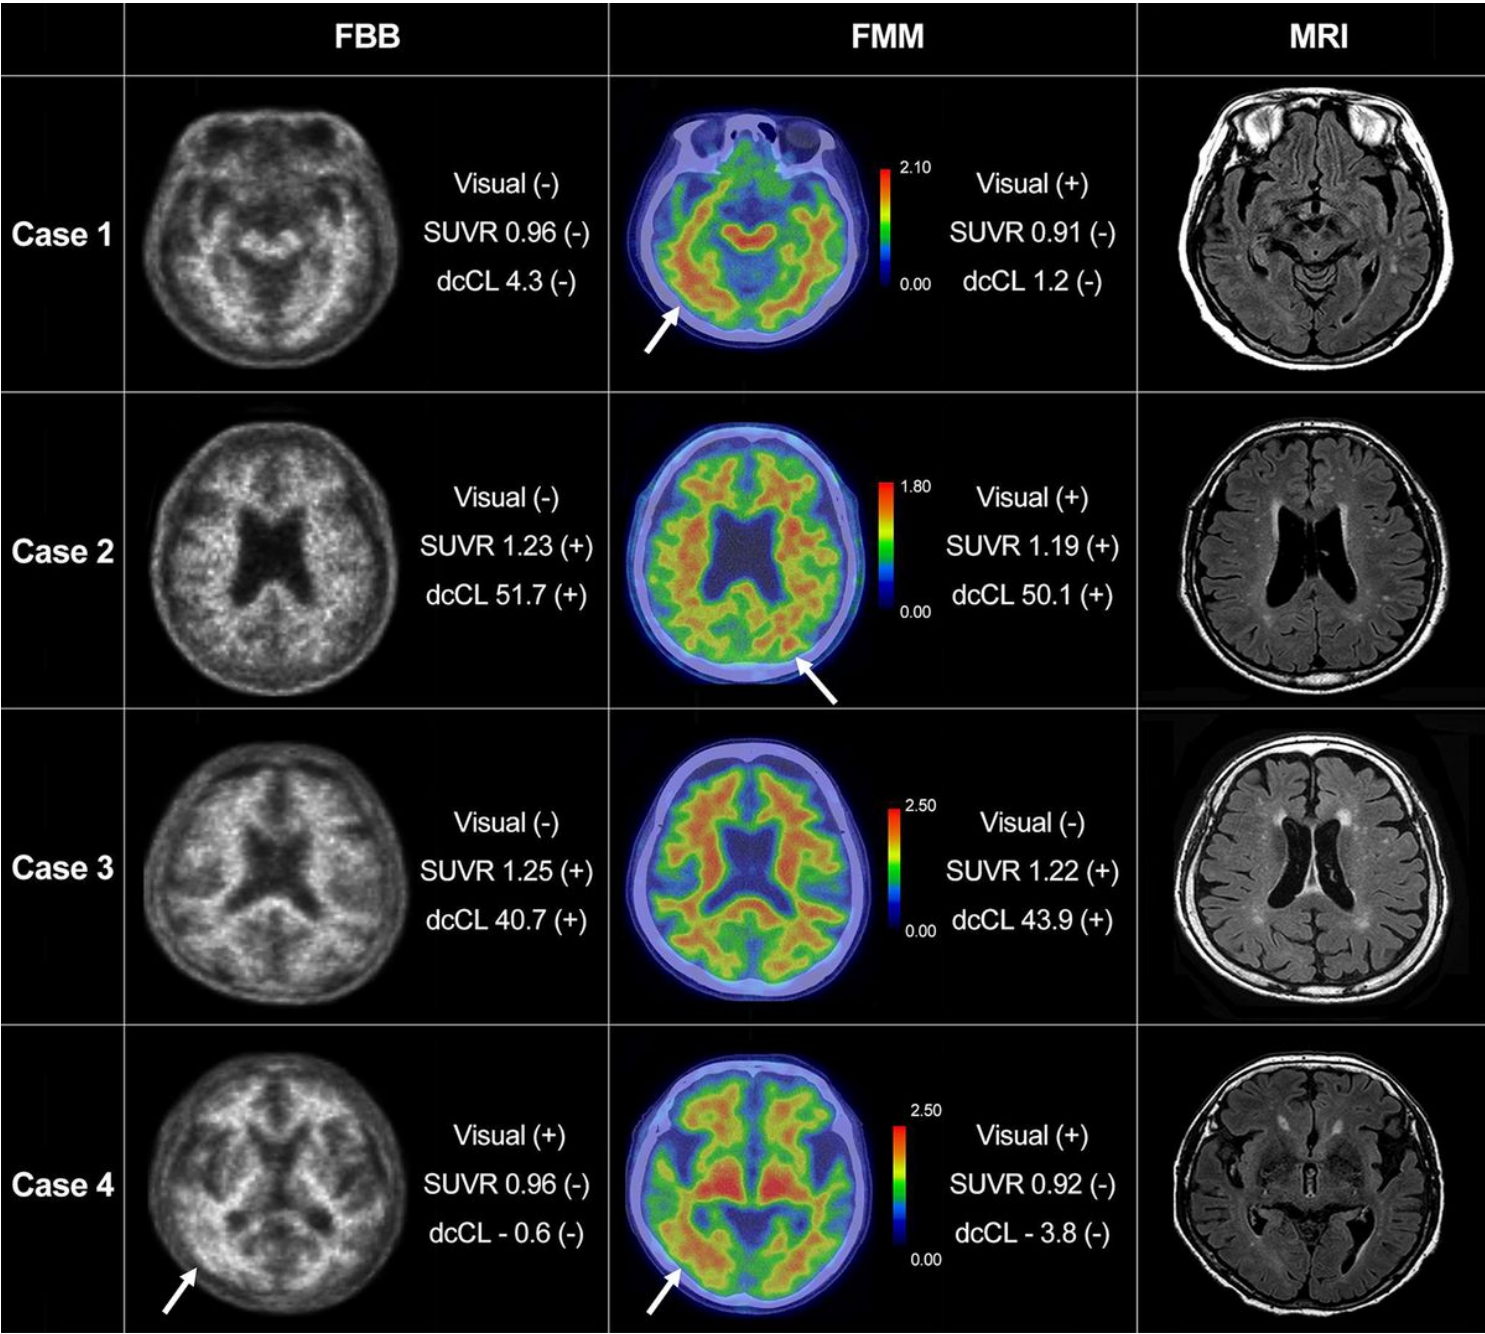 FBB FMM MRI
Case 1
Visual (-)
SUVR 0.96 (-)
dcCL 4.3 (-)
2.10
0.00
Visual (+)
SUVR 0.91 (-)
dcCL 1.2 (-)
Case 2
Visual (-)
SUVR 1.23 (+)
dcCL 51.7 (+)
1.80
0.00
Visual (+)
SUVR 1.19 (+)
dcCL 50.1 (+)
Case 3
Visual (-)
SUVR 1.25 (+)
dcCL 40.7 (+)
2.50
0.00
Visual (-)
SUVR 1.22 (+)
dcCL 43.9 (+)
Case 4
Visual (+)
SUVR 0.96 (-)
dcCL - 0.6 (-)
2.50
0.00
Visual (+)
SUVR 0.92 (-)
dcCL - 3.8 (-)